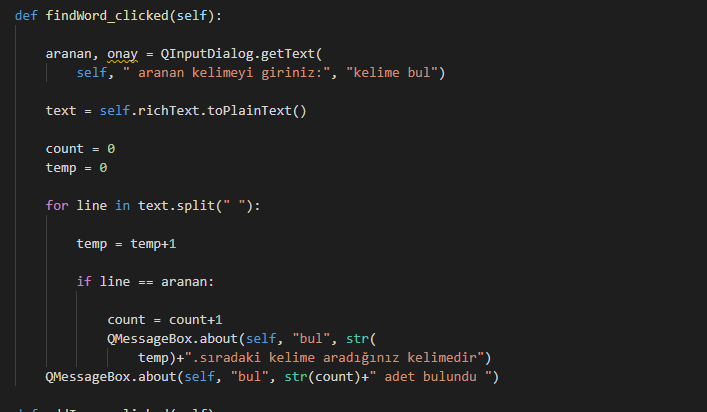 def findWord_clicked(self):
aranan, onay = QInputDialog.getText(
self, " aranan kelimeyi giriniz:", "kelime bul")
text = self.richText.toPlainText()
count = 0
temp = 0
for line in text.split(" "):
temp = temp+1
if line == aranan:
count = count+1
QMessageBox.about(self, "bul", str(
temp)+".sıradaki kelime aradığınız kelimedir")
QMessageBox.about(self, "bul", str(count)+" adet bulundu ")